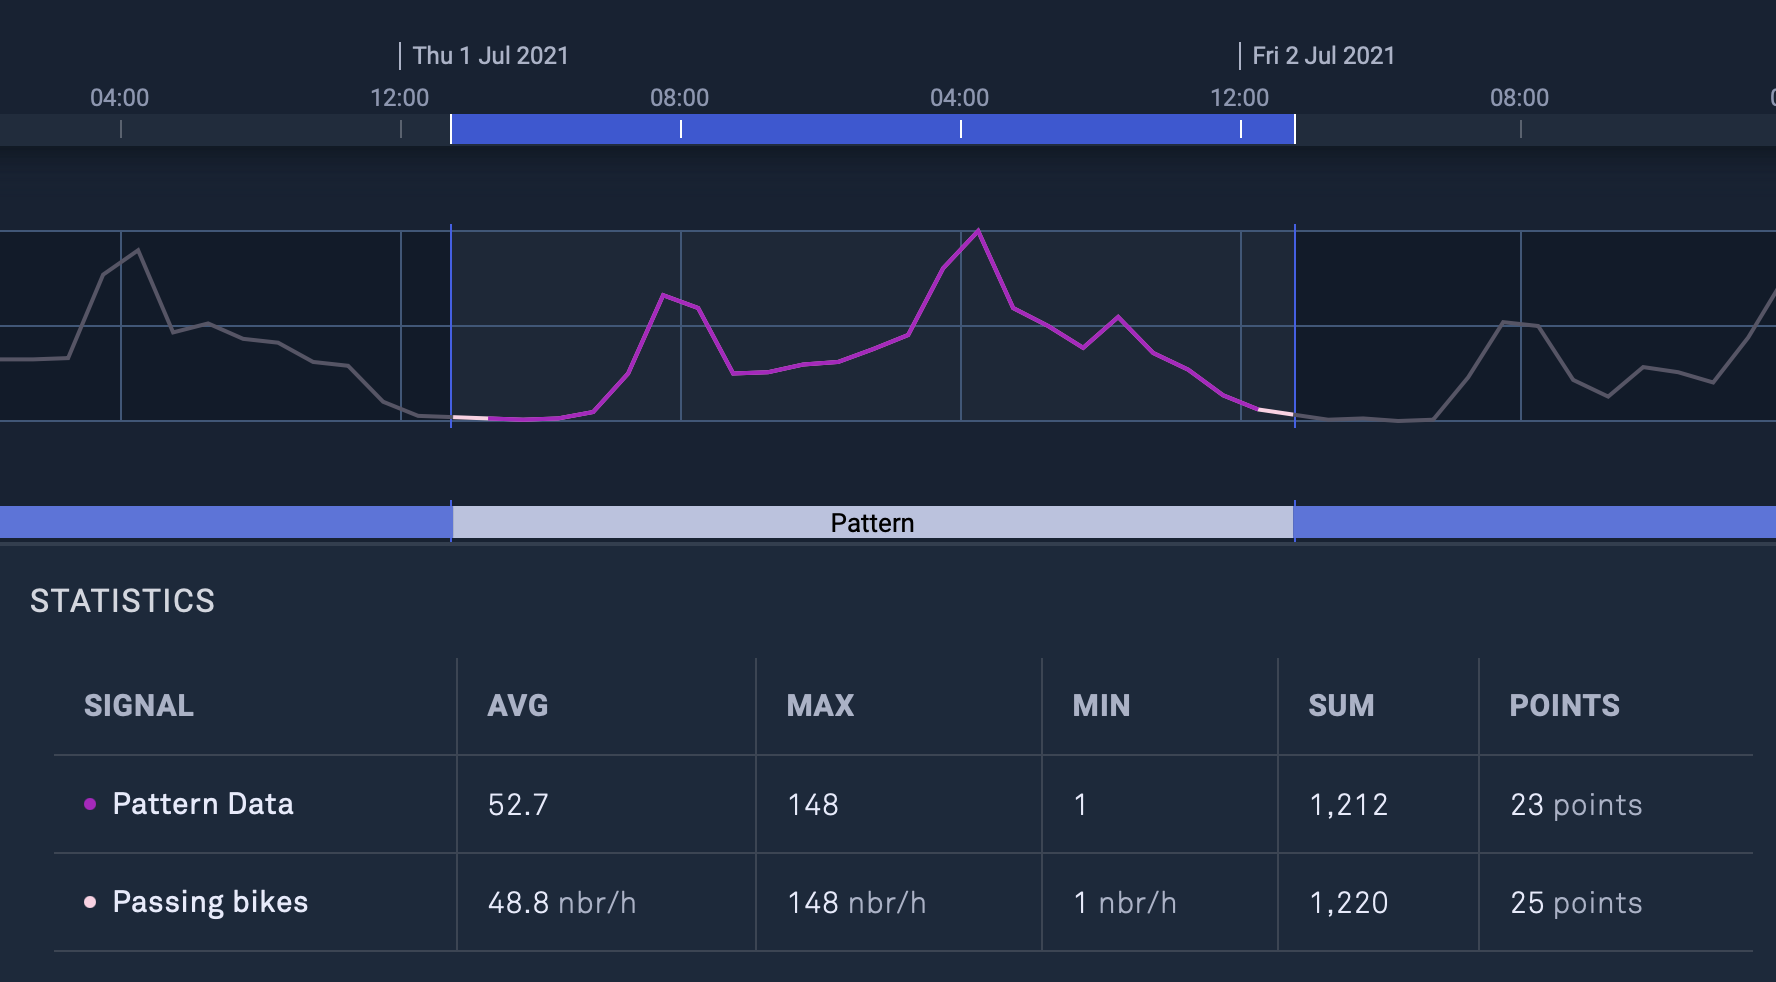 Thu 1 Jul 2021 Fri 2 Jul 2021
04:00 12:00 08:00 04:00 12:00 08:00
Pattern
STATISTICS
SIGNAL AVG MAX MIN SUM POINTS
Pattern Data 52.7 148 1 1,212 23 points
Passing bikes 48.8 nbr/h 148 nbr/h 1 nbr/h 1,220 25 points